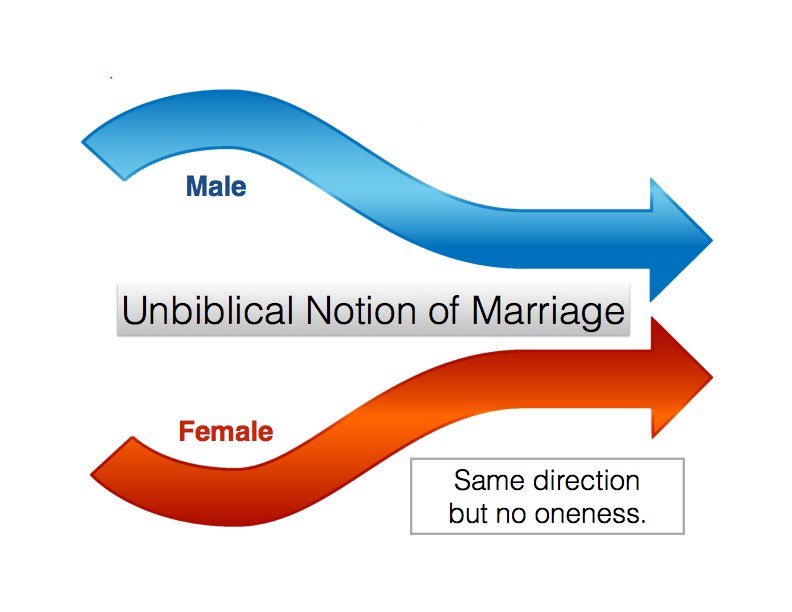 Male
Unbiblical Notion of Marriage
Female
Same direction
but no oneness.